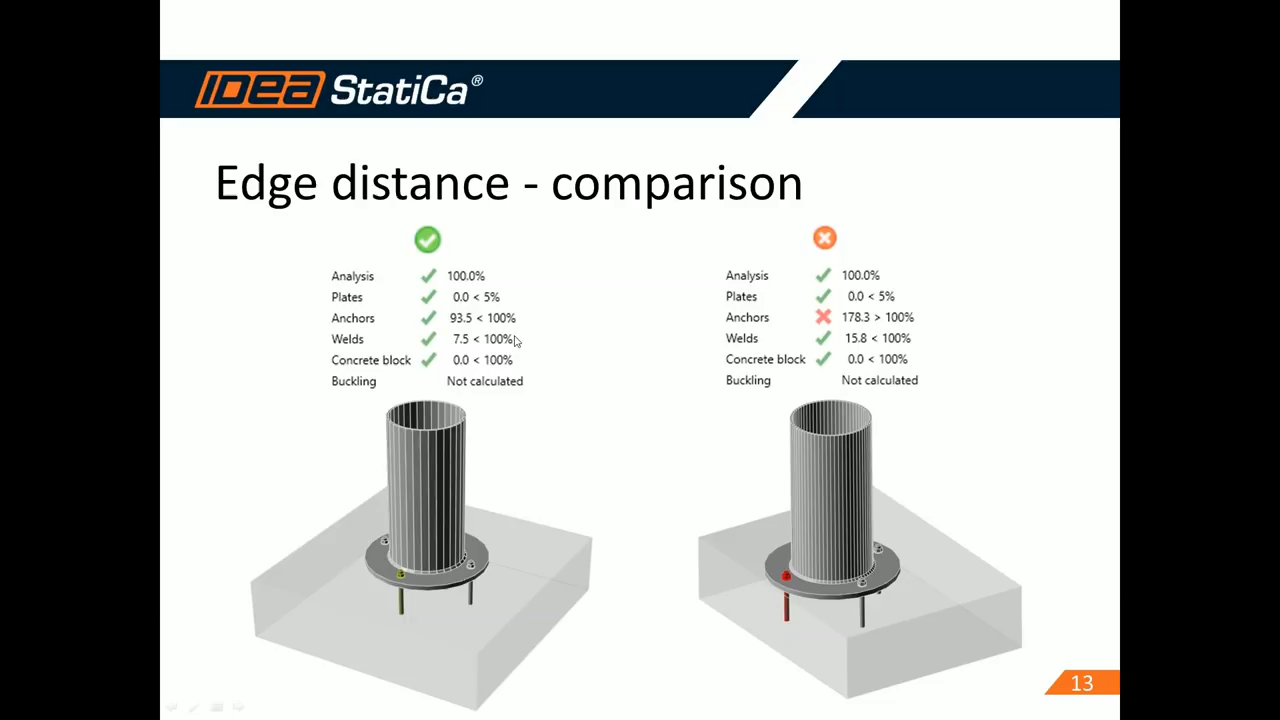 IDEA StatiCa®
Edge distance - comparison
Analysis 100.0%
Plates 0.0 < 5%
Anchors 93.5 < 100%
Welds 7.5 < 100%
Concrete block 0.0 < 100%
Buckling Not calculated
Analysis 100.0%
Plates 0.0 < 5%
Anchors 178.3 > 100%
Welds 15.8 < 100%
Concrete block 0.0 < 100%
Buckling Not calculated
13